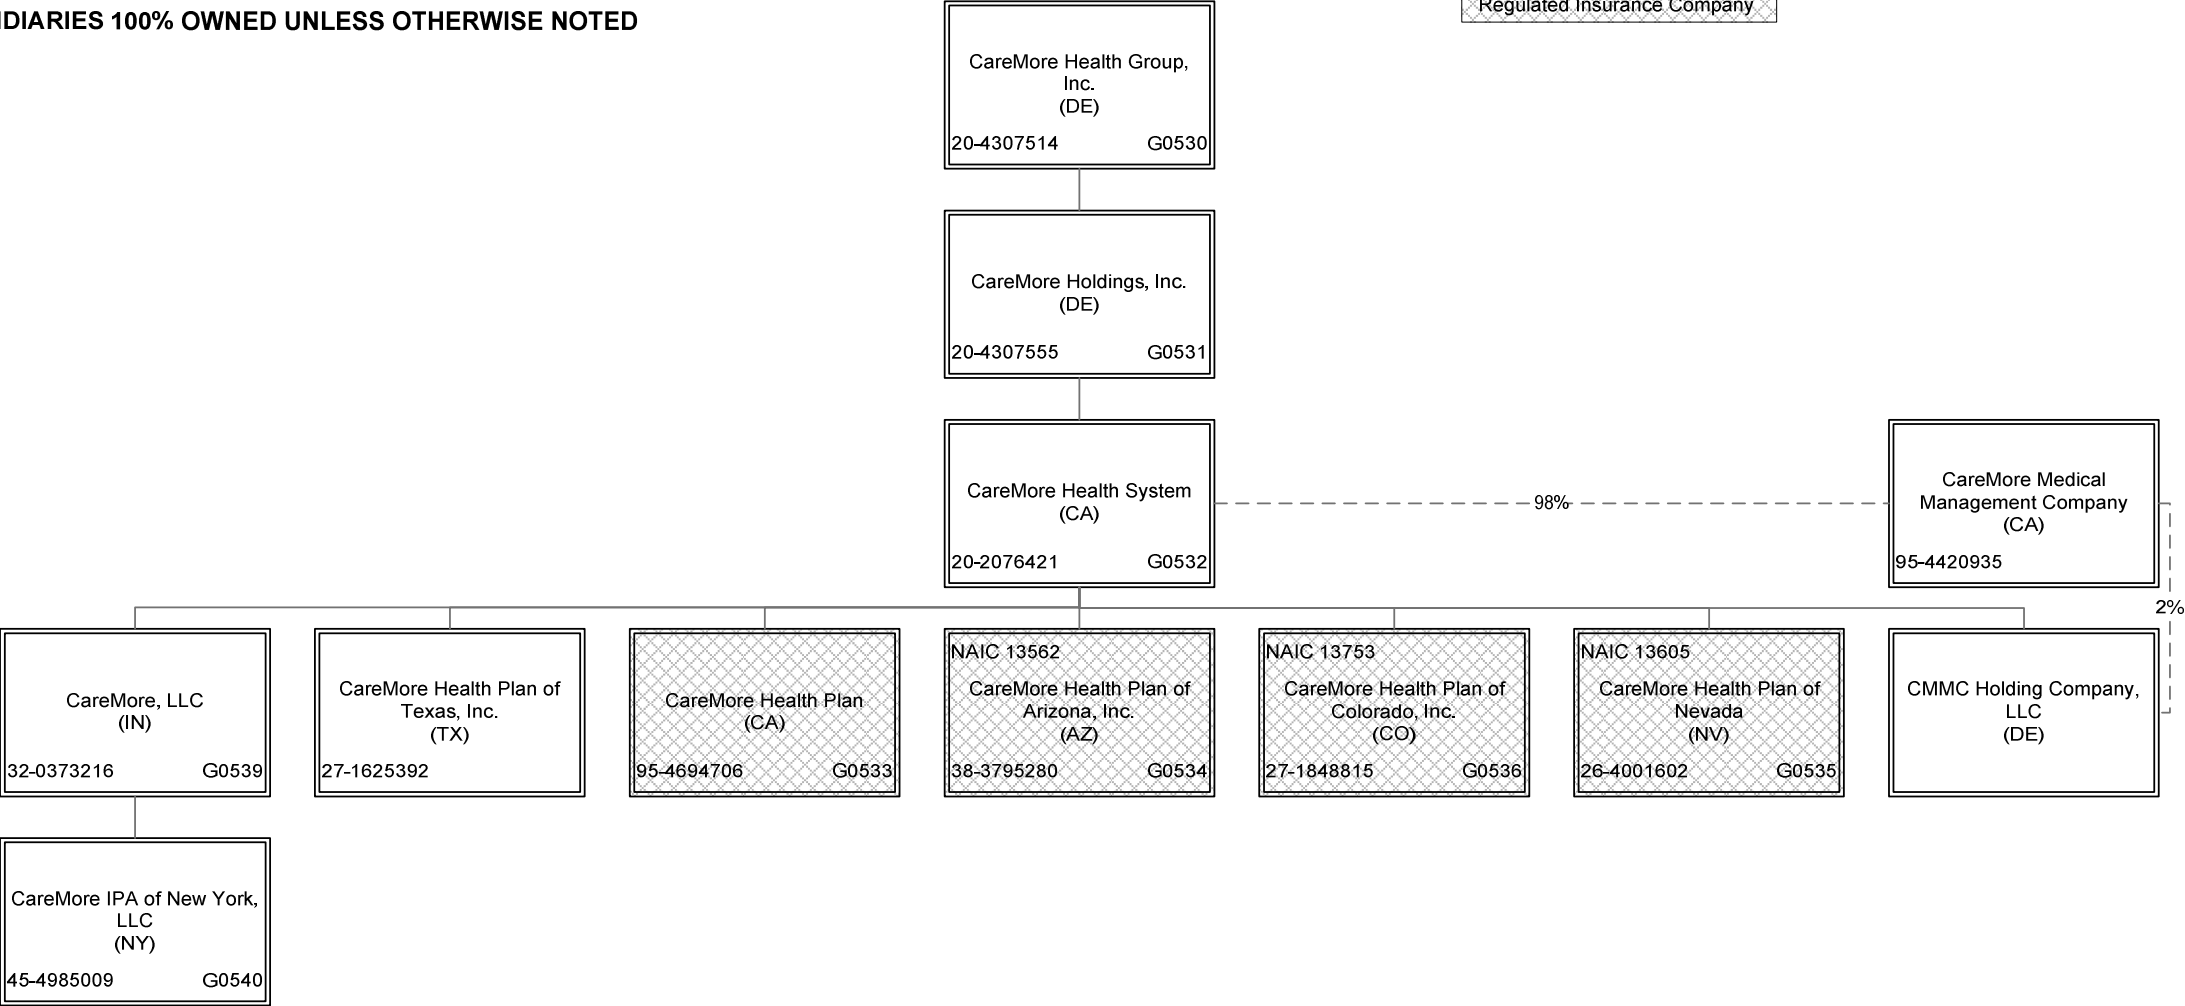 IDIARIES 100% OWNED UNLESS OTHERWISE NOTED
Regulated Insurance Company
CareMore Health Group,
Inc.
(DE)
20-4307514 G0530
CareMore Holdings, Inc.
(DE)
20-4307555 G0531
CareMore Health System
(CA)
20-2076421 G0532
98%
CareMore Medical
Management Company
(CA)
95-4420935
2%
CareMore, LLC
(IN)
32-0373216 G0539
CareMore Health Plan of
Texas, Inc.
(TX)
27-1625392
CareMore Health Plan
(CA)
95-4694706 G0533
NAIC 13562
CareMore Health Plan of
Arizona, Inc.
(AZ)
38-3795280 G0534
NAIC 13753
CareMore Health Plan of
Colorado, Inc.
(CO)
27-1848815 G0536
NAIC 13605
CareMore Health Plan of
Nevada
(NV)
26-4001602 G0535
CMMC Holding Company,
LLC
(DE)
CareMore IPA of New York,
LLC
(NY)
45-4985009 G0540